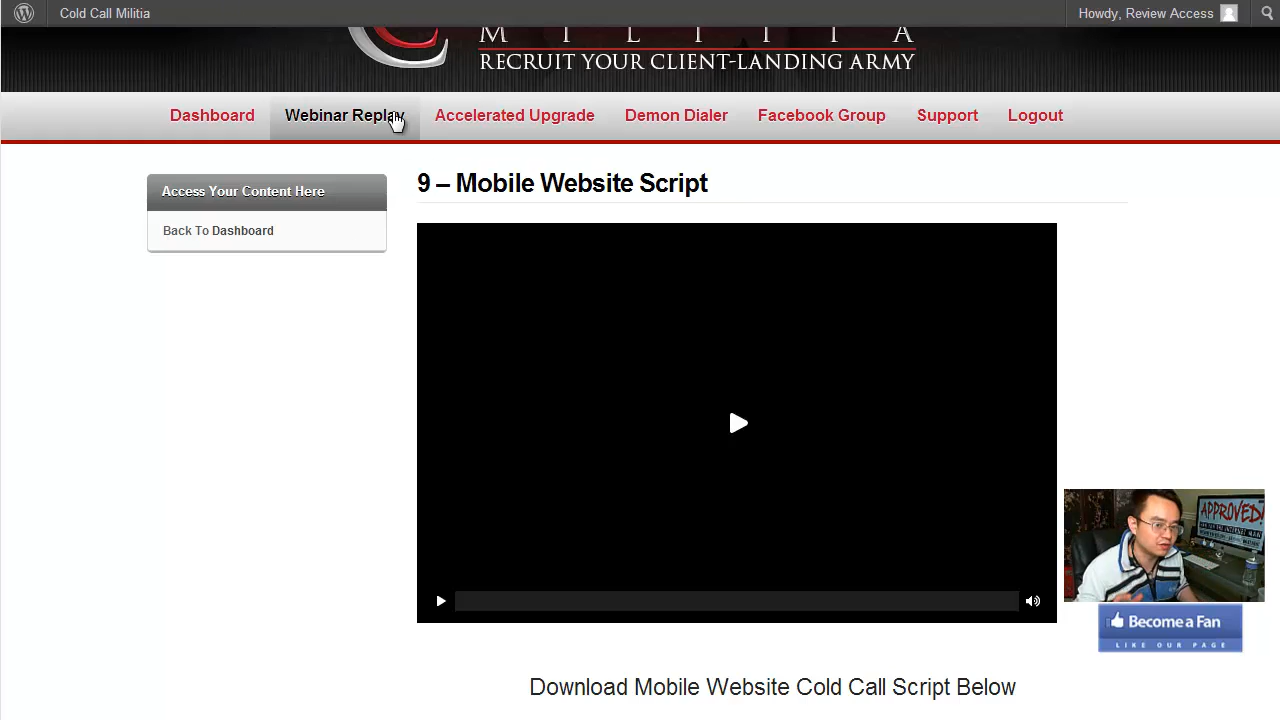 Cold Call Militia
Howdy, Review Access
M I L I T I A
RECRUIT YOUR CLIENT-LANDING ARMY
Dashboard
Webinar Replay
Accelerated Upgrade
Demon Dialer
Facebook Group
Support
Logout
Access Your Content Here
Back To Dashboard
9 – Mobile Website Script
APPROVED!
Become a Fan
LIKE OUR PAGE
Download Mobile Website Cold Call Script Below